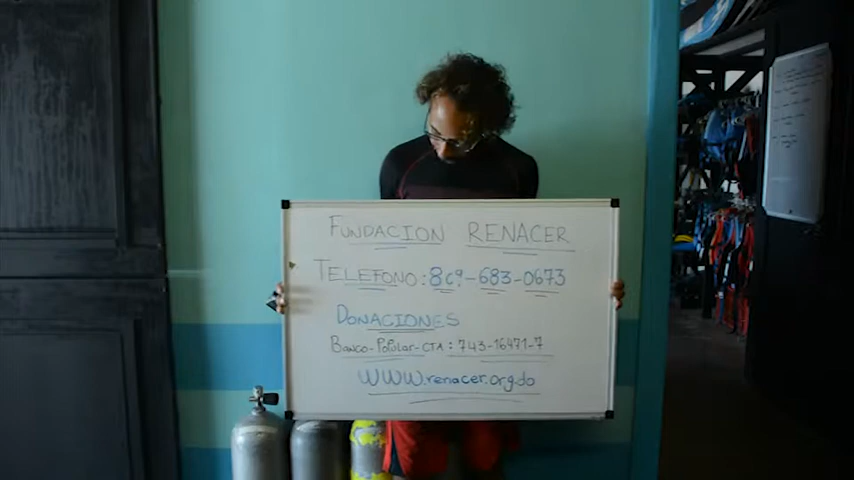 FUNDACION RENACER
TELEFONO: 809-683-0673
DONACIONES
BANCO POPULAR-CTA: 743-16471-7
WWW.renacer.org.do